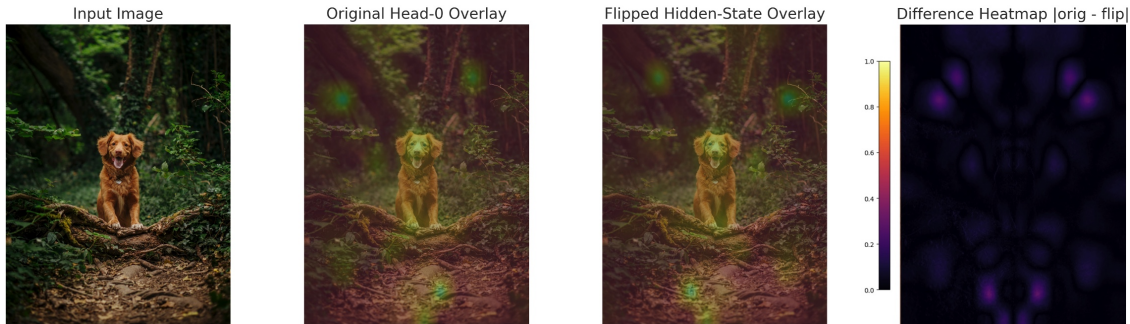 Input Image
Original Head-0 Overlay
Flipped Hidden-State Overlay
Difference Heatmap |orig - flip|
1.0
0.8
0.6
0.4
0.2
0.0